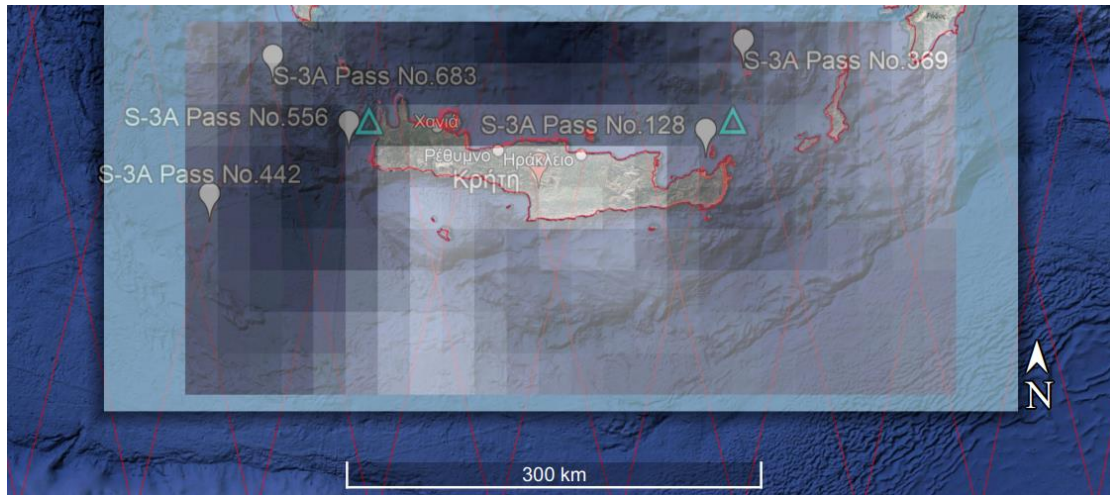 Ρόδος
S-3A Pass No.369
S-3A Pass No.683
S-3A Pass No.556
Χανιά
S-3A Pass No.128
Ρέθυμνο
Ηράκλειο
Κρήτη
S-3A Pass No.442
N
300 km